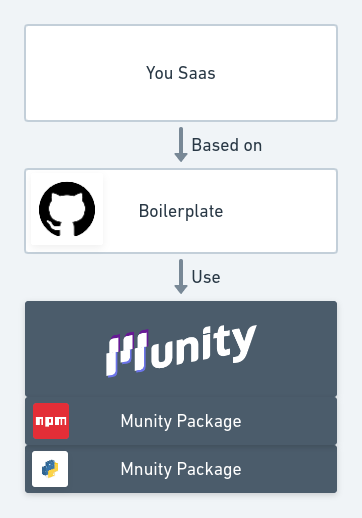 You Saas
Based on
Boilerplate
Use
Munity
npm
Munity Package
Mnuity Package